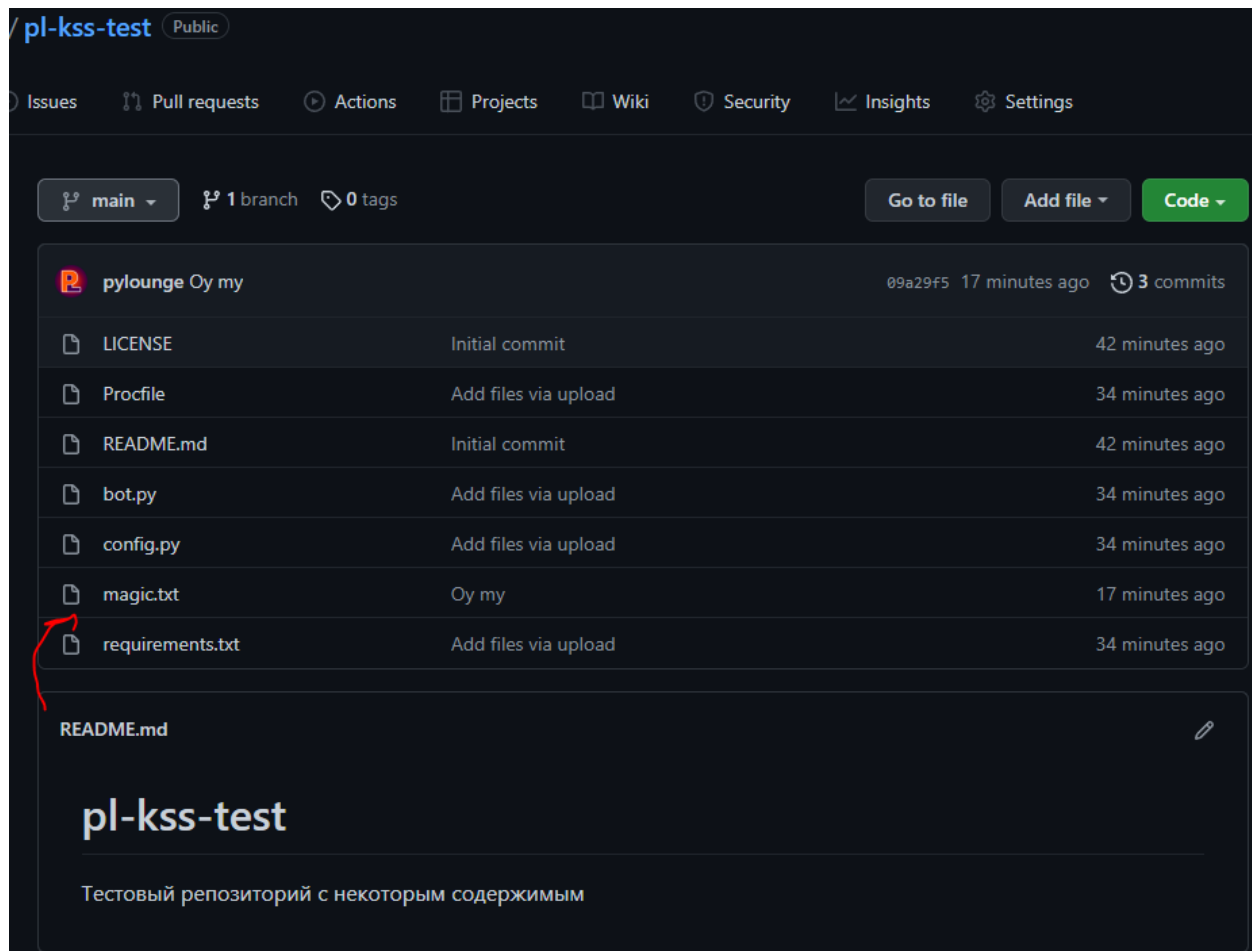 / pl-kss-test Public
Issues Pull requests Actions Projects Wiki Security Insights Settings
main 1 branch 0 tags Go to file Add file Code
pylounge Oy my 09a29f5 17 minutes ago 3 commits
LICENSE Initial commit 42 minutes ago
Procfile Add files via upload 34 minutes ago
README.md Initial commit 42 minutes ago
bot.py Add files via upload 34 minutes ago
config.py Add files via upload 34 minutes ago
magic.txt Oy my 17 minutes ago
requirements.txt Add files via upload 34 minutes ago
README.md
pl-kss-test
Тестовый репозиторий с некоторым содержимым